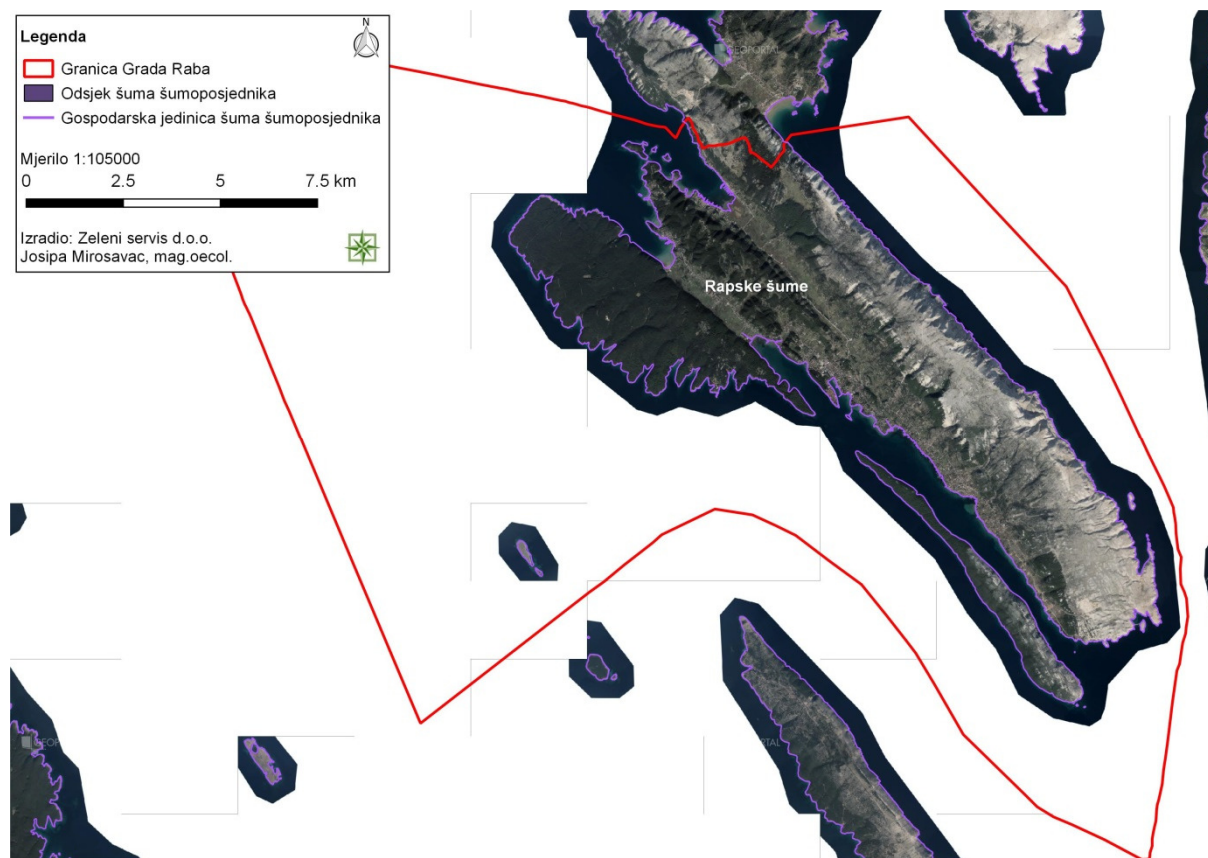 Legenda
N
Granica Grada Raba
Odsjek šuma šumoposjednika
Gospodarska jedinica šuma šumoposjednika
Mjerilo 1:105000
0 2.5 5 7.5 km
Izradio: Zeleni servis d.o.o.
Josipa Mirosavac, mag.oecol.
GEOPORTAL
Rapske šume